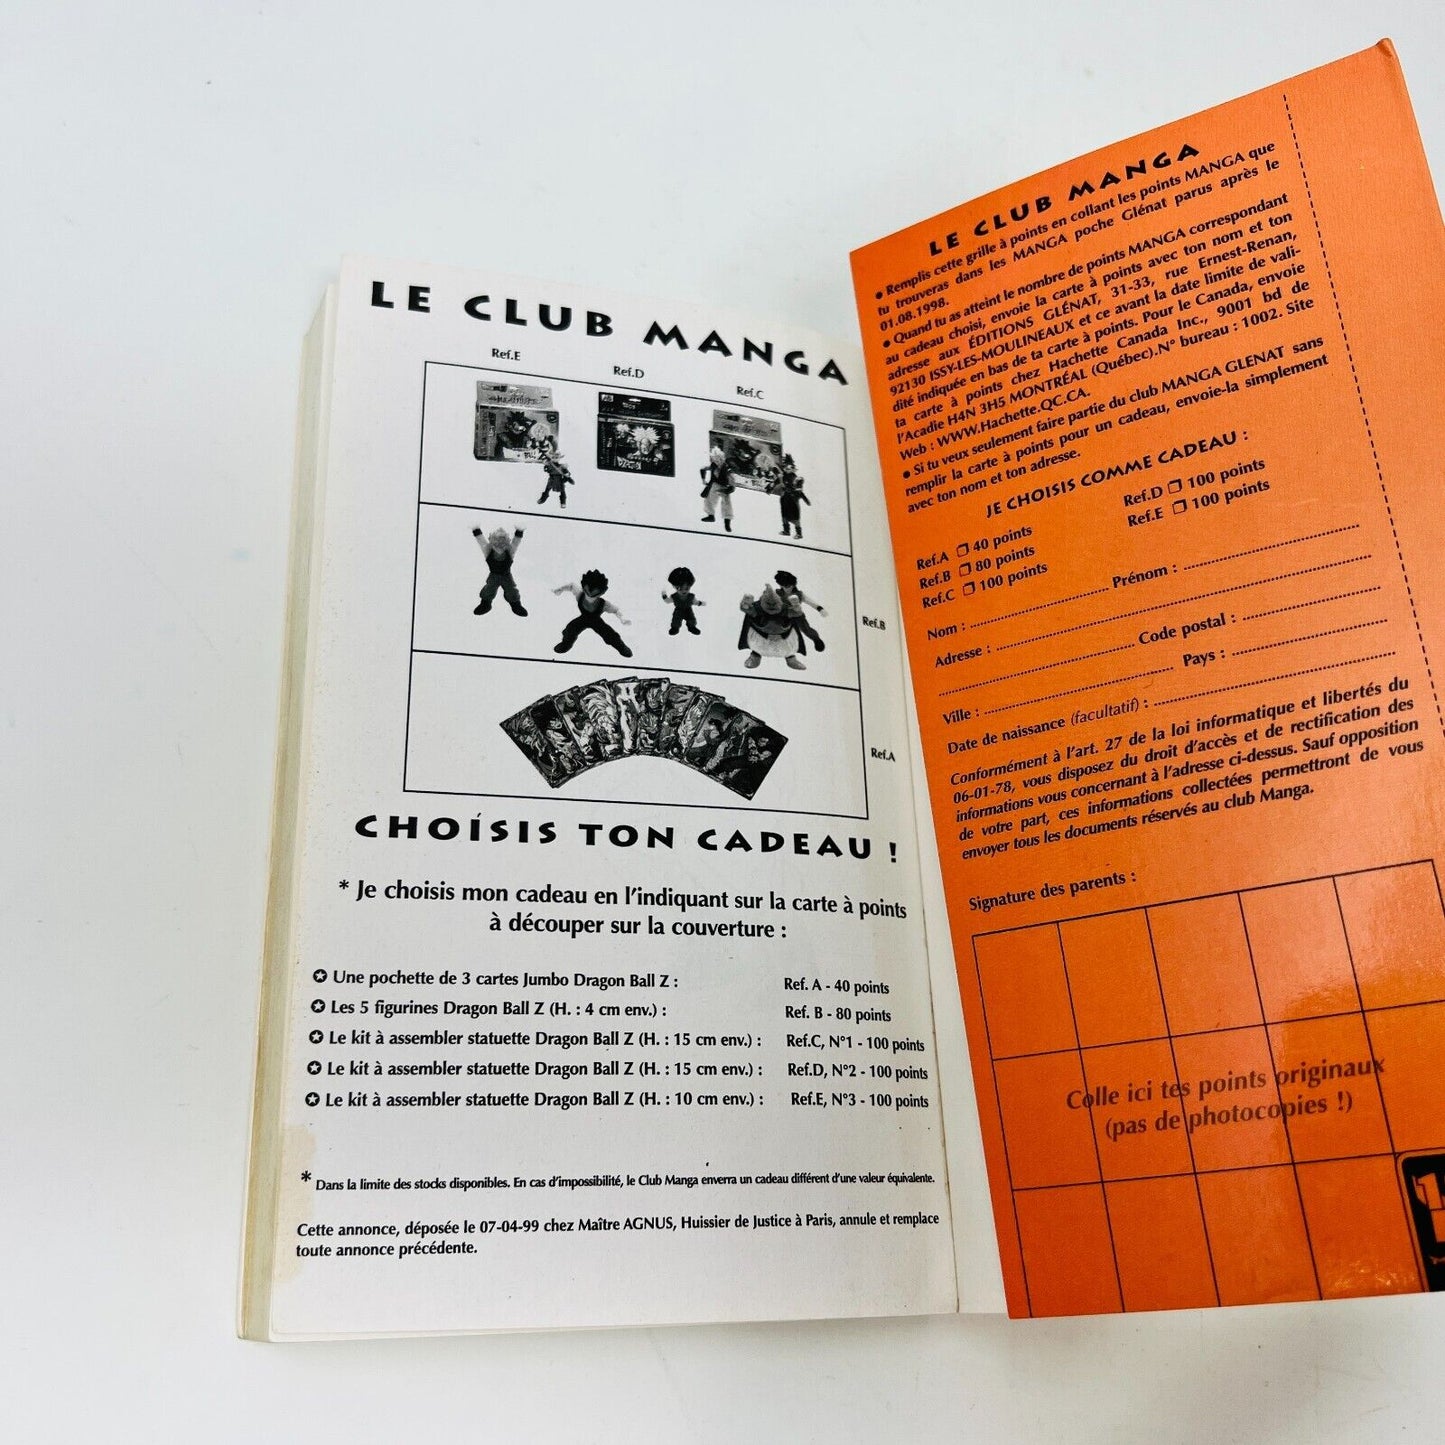 LE CLUB MANGA
Ref.E
Ref.D
Ref.C
Ref.B
Ref.A
CHOÍSIS TON CADEAU !
* Je choisis mon cadeau en l'indiquant sur la carte à points
à découper sur la couverture :
✪ Une pochette de 3 cartes Jumbo Dragon Ball Z : Ref. A - 40 points
✪ Les 5 figurines Dragon Ball Z (H. : 4 cm env.) : Ref. B - 80 points
✪ Le kit à assembler statuette Dragon Ball Z (H. : 15 cm env.) : Ref.C, N°1 - 100 points
✪ Le kit à assembler statuette Dragon Ball Z (H. : 15 cm env.) : Ref.D, N°2 - 100 points
✪ Le kit à assembler statuette Dragon Ball Z (H. : 10 cm env.) : Ref.E, N°3 - 100 points
* Dans la limite des stocks disponibles. En cas d'impossibilité, le Club Manga enverra un cadeau différent d'une valeur équivalente.
Cette annonce, déposée le 07-04-99 chez Maître AGNUS, Huissier de Justice à Paris, annule et remplace
toute annonce précédente.
LE CLUB MANGA
• Remplis cette grille à points en collant les points MANGA que
tu trouveras dans les MANGA poche Glénat parus après le
01.08.1998.
• Quand tu as atteint le nombre de points MANGA correspondant
au cadeau choisi, envoie la carte à points avec ton nom et ton
adresse aux ÉDITIONS GLÉNAT, 31-33, rue Ernest-Renan,
92130 ISSY-LES-MOULINEAUX et ce avant la date limite de vali-
dité indiquée en bas de ta carte à points. Pour le Canada, envoie
ta carte à points chez Hachette Canada Inc., 9001 bd de
l'Acadie H4N 3H5 MONTRÉAL (Québec).N° bureau : 1002. Site
Web : WWW.Hachette.QC.CA.
• Si tu veux seulement faire partie du club MANGA GLENAT sans
remplir la carte à points pour un cadeau, envoie-la simplement
avec ton nom et ton adresse.
JE CHOISIS COMME CADEAU :
Ref.A ❒ 40 points
Ref.B ❒ 80 points
Ref.C ❒ 100 points
Ref.D ❒ 100 points
Ref.E ❒ 100 points
Nom : Prénom :
Adresse :
Code postal :
Ville : Pays :
Date de naissance (facultatif) :
Conformément à l'art. 27 de la loi informatique et libertés du
06-01-78, vous disposez du droit d'accès et de rectification des
informations vous concernant à l'adresse ci-dessus. Sauf opposition
de votre part, ces informations collectées permettront de vous
envoyer tous les documents réservés au club Manga.
Signature des parents :
Colle ici tes points originaux
(pas de photocopies !)